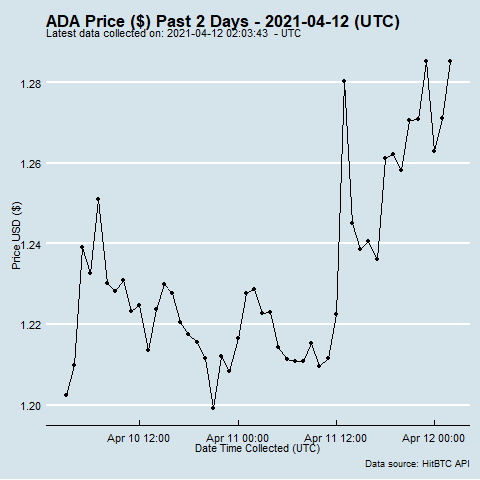 ADA Price ($) Past 2 Days - 2021-04-12 (UTC)
Latest data collected on: 2021-04-12 02:03:43 - UTC
1.28
1.26
1.24
1.22
1.20
Price USD ($)
Apr 10 12:00
Apr 11 00:00
Apr 11 12:00
Apr 12 00:00
Date Time Collected (UTC)
Data source: HitBTC API